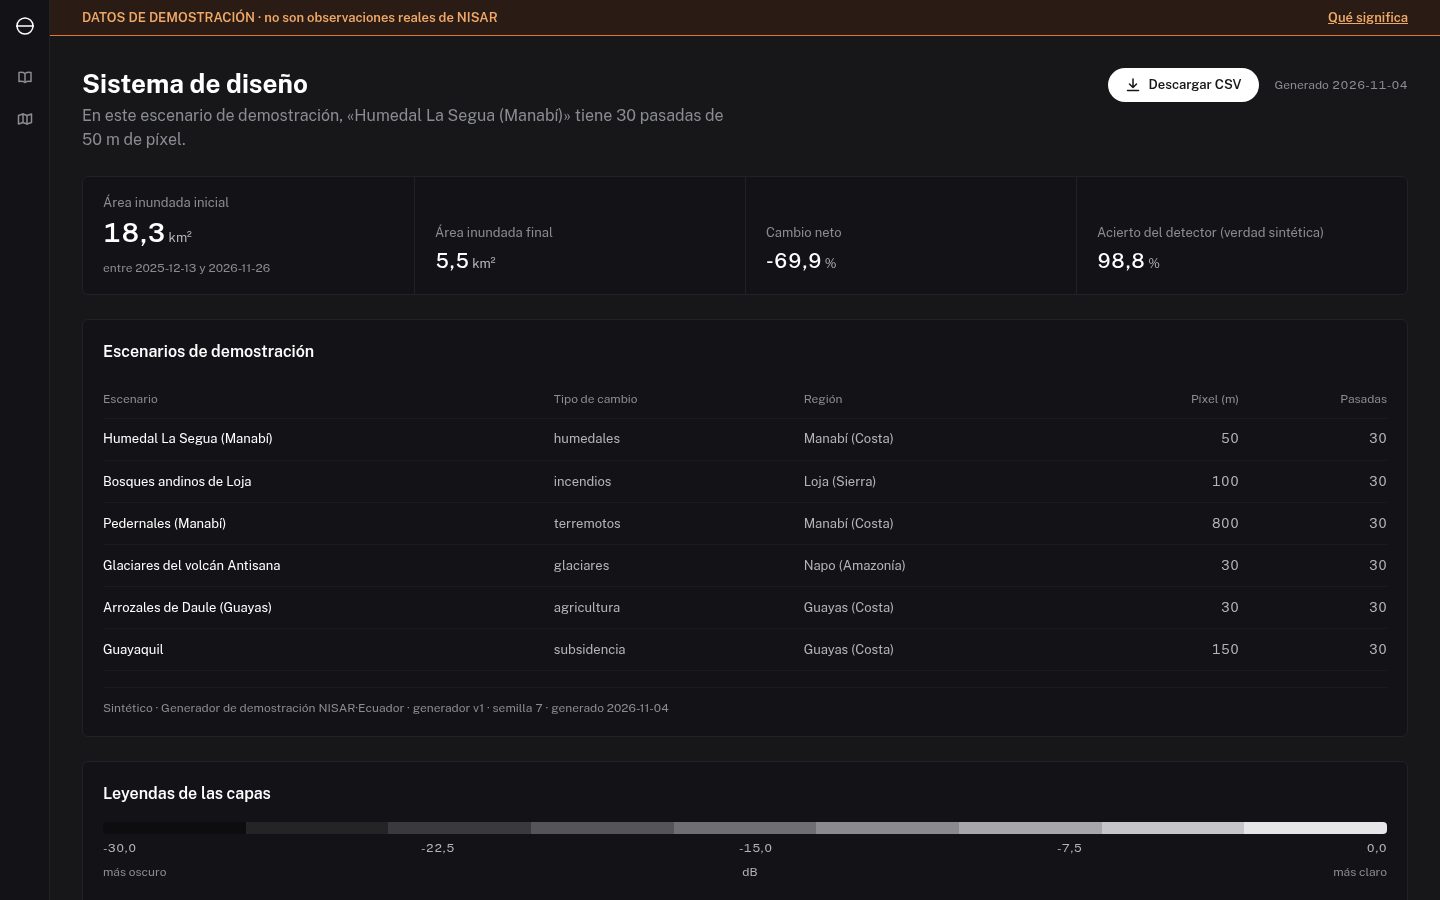 DATOS DE DEMOSTRACIÓN · no son observaciones reales de NISAR
Qué significa
Sistema de diseño
Descargar CSV
Generado 2026-11-04
En este escenario de demostración, «Humedal La Segua (Manabí)» tiene 30 pasadas de
50 m de píxel.
Área inundada inicial
18,3 km²
entre 2025-12-13 y 2026-11-26
Área inundada final
5,5 km²
Cambio neto
-69,9 %
Acierto del detector (verdad sintética)
98,8 %
Escenarios de demostración
Escenario Tipo de cambio Región Píxel (m) Pasadas
Humedal La Segua (Manabí) humedales Manabí (Costa) 50 30
Bosques andinos de Loja incendios Loja (Sierra) 100 30
Pedernales (Manabí) terremotos Manabí (Costa) 800 30
Glaciares del volcán Antisana glaciares Napo (Amazonía) 30 30
Arrozales de Daule (Guayas) agricultura Guayas (Costa) 30 30
Guayaquil subsidencia Guayas (Costa) 150 30
Sintético · Generador de demostración NISAR·Ecuador · generador v1 · semilla 7 · generado 2026-11-04
Leyendas de las capas
-30,0 -22,5 -15,0 -7,5 0,0
más oscuro dB más claro